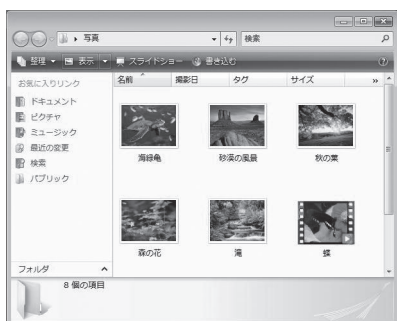 写真
検索
整理 表示 スライドショー 書き込む
お気に入りリンク
ドキュメント
ピクチャ
ミュージック
最近の変更
検索
パブリック
フォルダ
名前 撮影日 タグ サイズ »
海緑亀 砂漠の風景 秋の葉
森の花 滝 蝶
8 個の項目